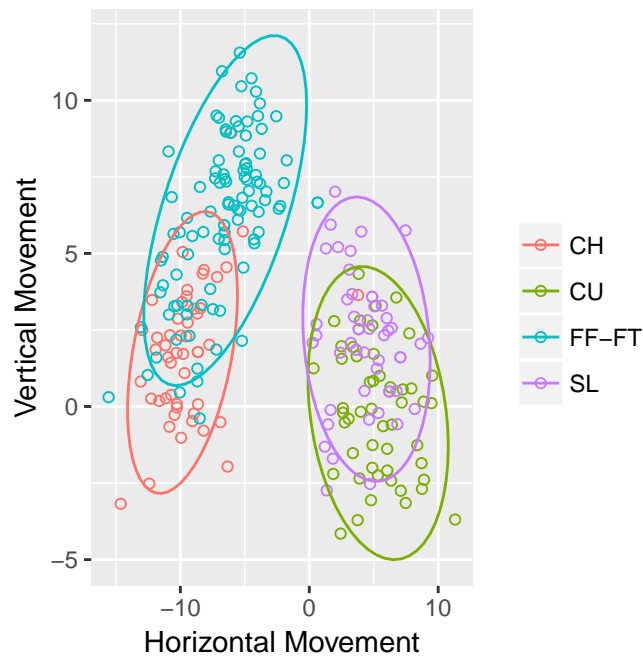 Vertical Movement
10
5
0
−5
−10
0
10
Horizontal Movement
CH
CU
FF−FT
SL